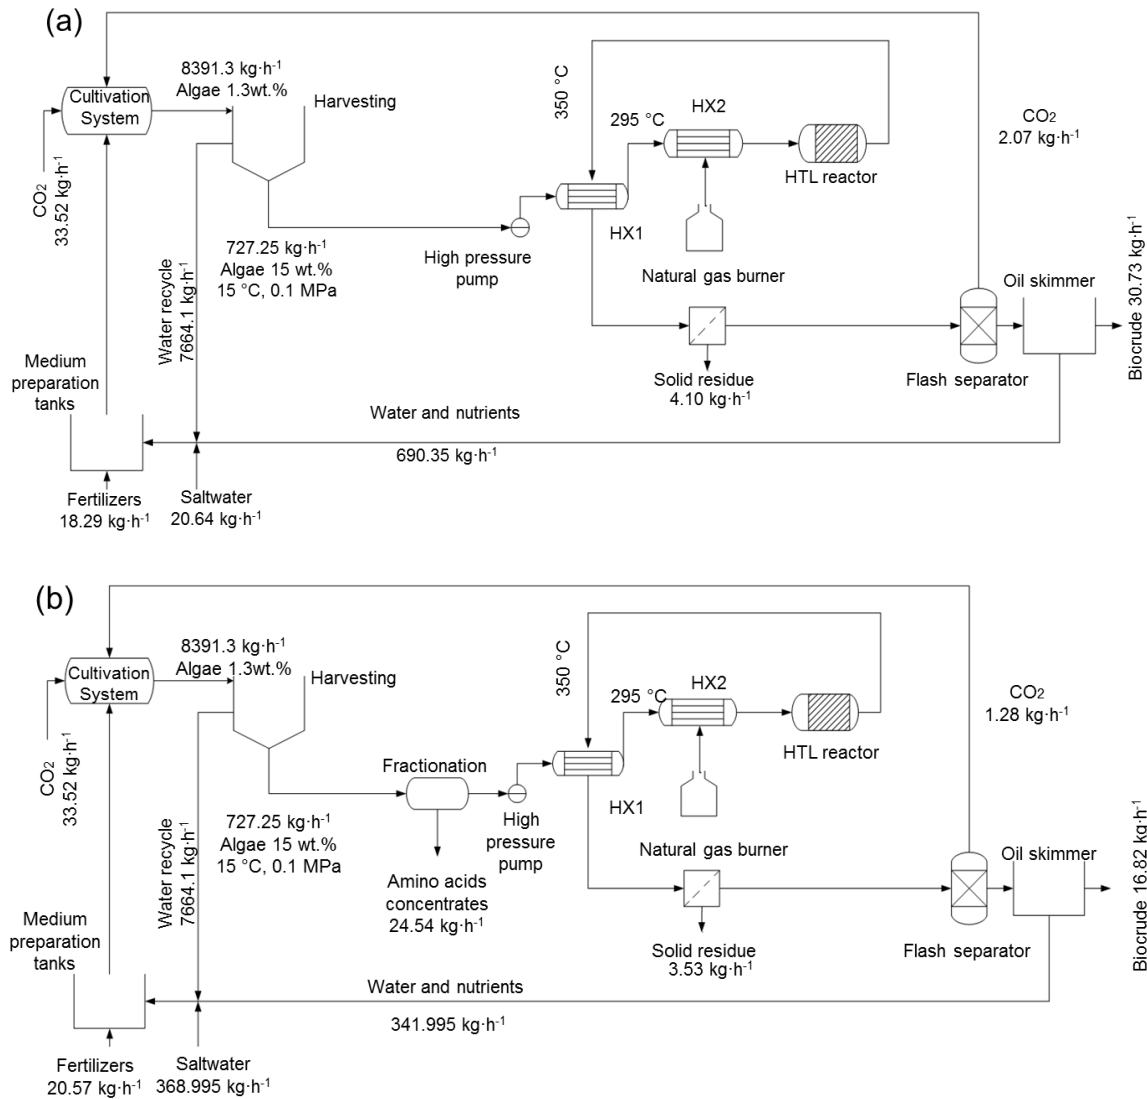 (a)
8391.3 kg·h-1
Algae 1.3wt.%
Harvesting
Cultivation
System
CO2
33.52 kg·h-1
350 °C
295 °C
HX2
HTL reactor
CO2
2.07 kg·h-1
HX1
High pressure
pump
Natural gas burner
727.25 kg·h-1
Algae 15 wt.%
15 °C, 0.1 MPa
Water recycle
7664.1 kg·h-1
Oil skimmer
Biocrude 30.73 kg·h-1
Flash separator
Solid residue
4.10 kg·h-1
Medium
preparation
tanks
Water and nutrients
690.35 kg·h-1
Fertilizers
18.29 kg·h-1
Saltwater
20.64 kg·h-1
(b)
8391.3 kg·h-1
Algae 1.3wt.%
Harvesting
Cultivation
System
CO2
33.52 kg·h-1
350 °C
295 °C
HX2
HTL reactor
CO2
1.28 kg·h-1
Fractionation
HX1
High
pressure
pump
Natural gas burner
727.25 kg·h-1
Algae 15 wt.%
15 °C, 0.1 MPa
Water recycle
7664.1 kg·h-1
Amino acids
concentrates
24.54 kg·h-1
Oil skimmer
Biocrude 16.82 kg·h-1
Flash separator
Solid residue
3.53 kg·h-1
Medium
preparation
tanks
Water and nutrients
341.995 kg·h-1
Fertilizers
20.57 kg·h-1
Saltwater
368.995 kg·h-1